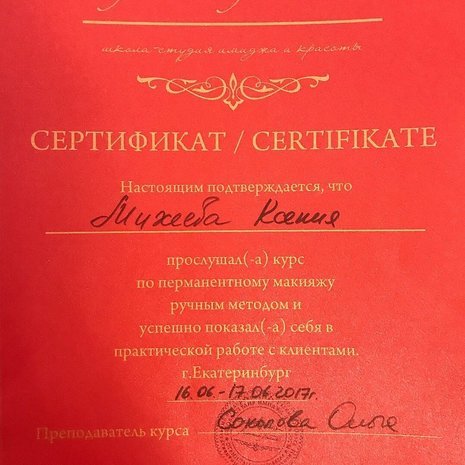 школа-студия имиджа и красоты
СЕРТИФИКАТ / CERTIFIKATE
Настоящим подтверждается, что
Михеева Ксения
прослушал(-а) курс
по перманентному макияжу
ручным методом и
успешно показал(-а) себя в
практической работе с клиентами.
г.Екатеринбург
16.06 - 17.06.2017г.
Преподаватель курса Соколова Ольга